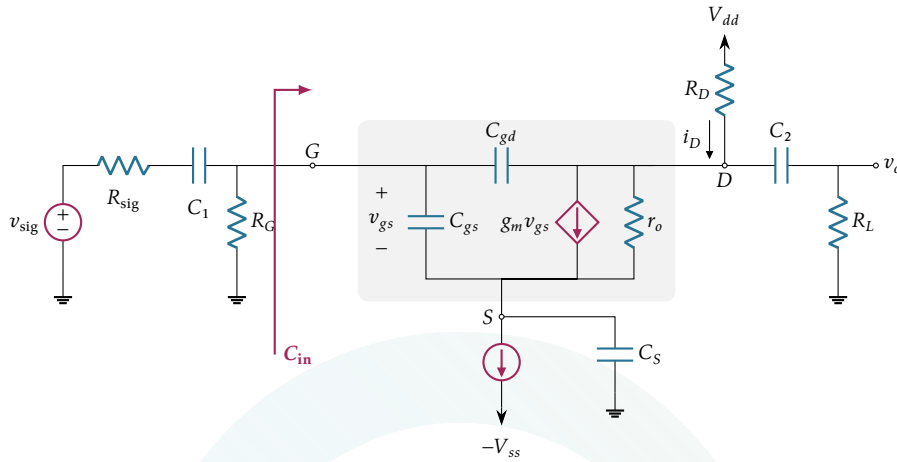 V_dd
R_D
i_D
C_2
G
C_gd
D
v_o
R_sig
C_1
v_sig
+
−
R_G
+
v_gs
−
C_gs
g_m v_gs
r_o
R_L
S
C_in
C_S
−V_ss